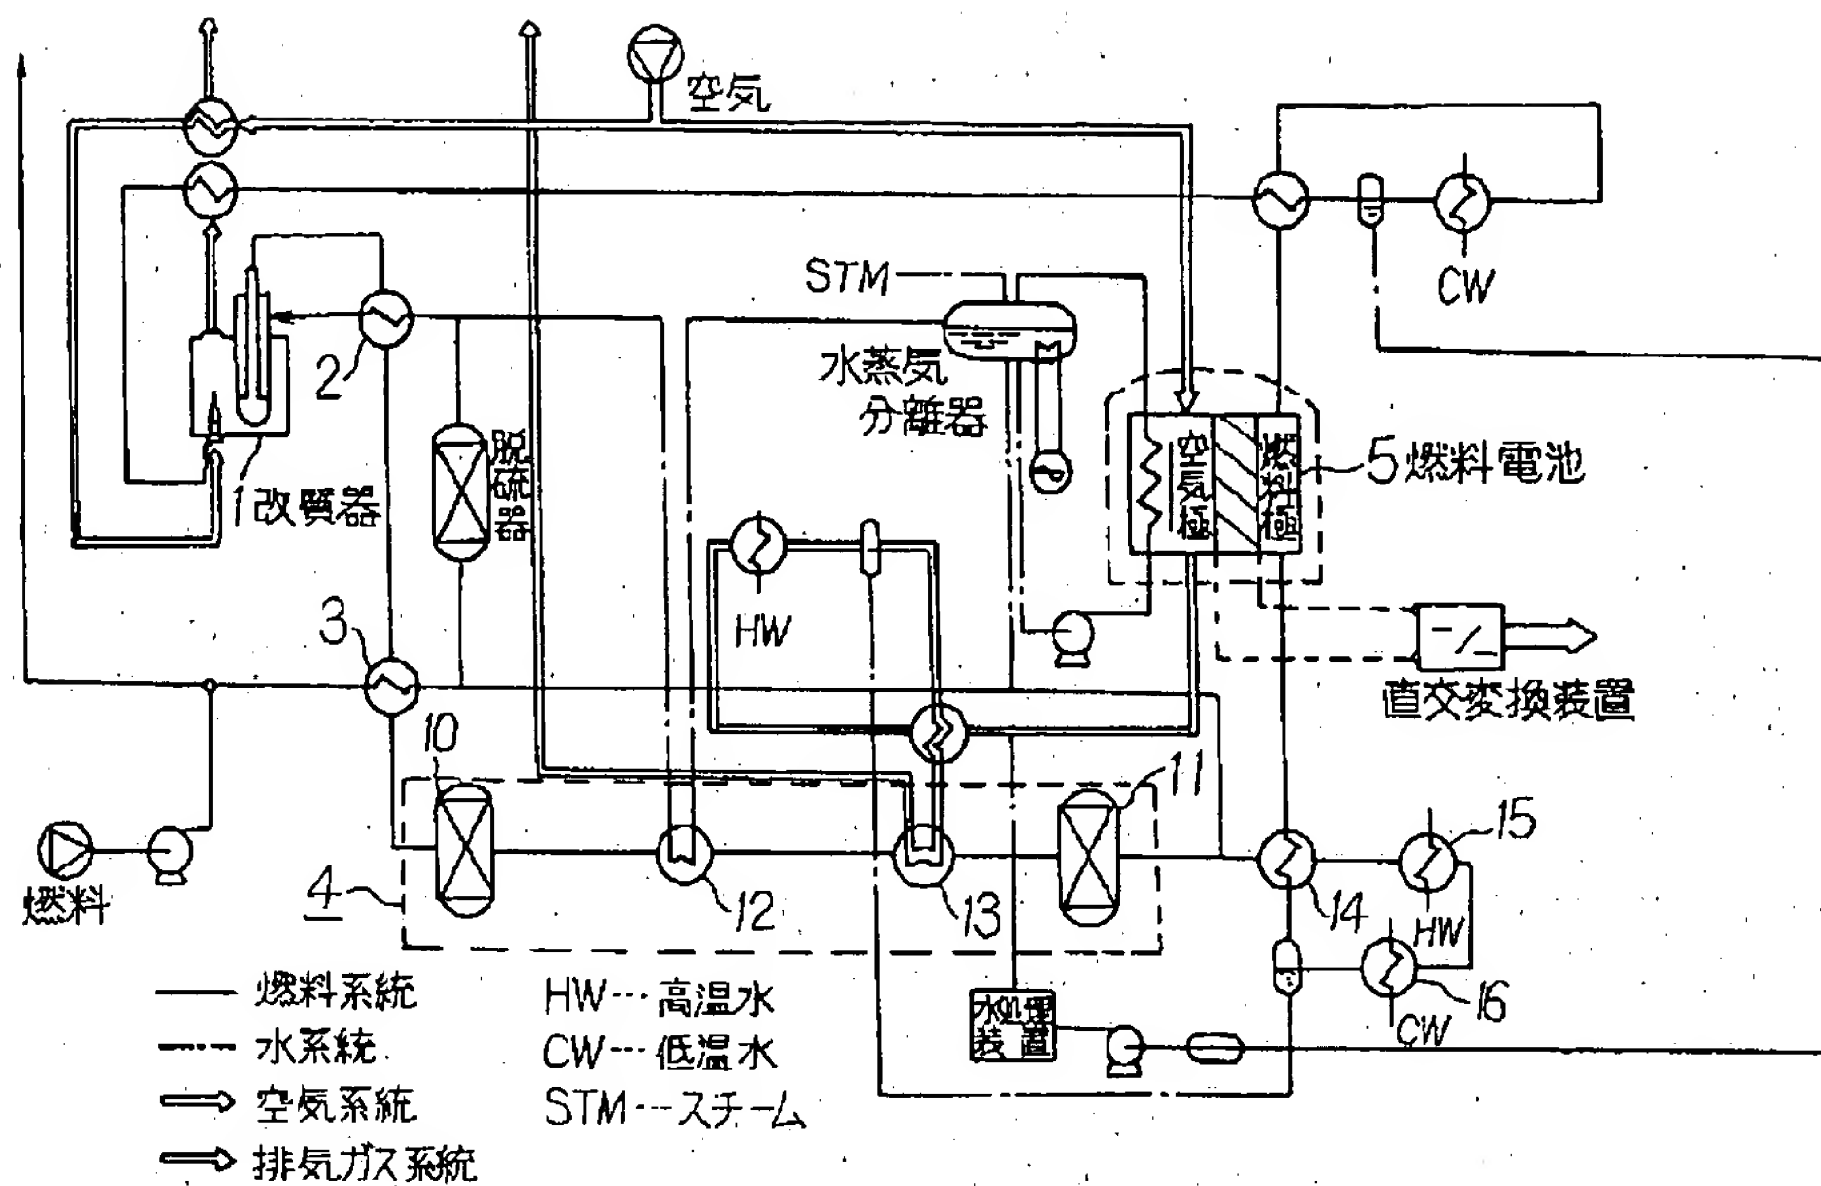 空気
STM
CW
2
水蒸気
分離器
脱硫器
空気極
燃料極
5燃料電池
1改質器
HW
3
直交変換装置
10
11
15
4
12
13
14
HW
燃料
16
CW
水処理
装置
燃料系統
水系統
空気系統
排気ガス系統
HW…高温水
CW…低温水
STM…スチーム